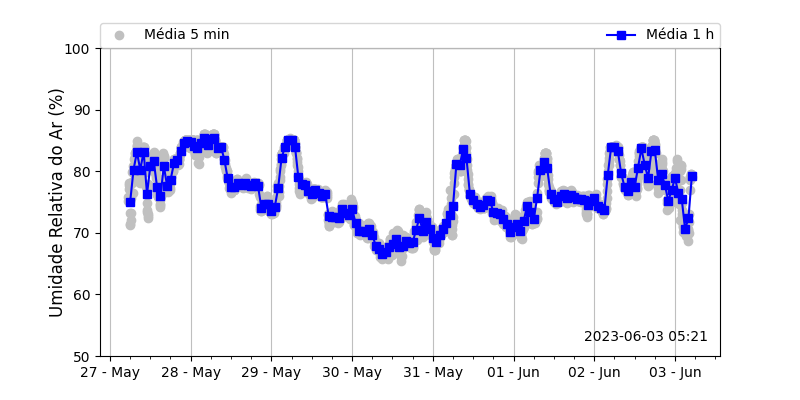 Média 5 min
Média 1 h
100
90
80
70
60
50
Umidade Relativa do Ar (%)
2023-06-03 05:21
27 - May
28 - May
29 - May
30 - May
31 - May
01 - Jun
02 - Jun
03 - Jun